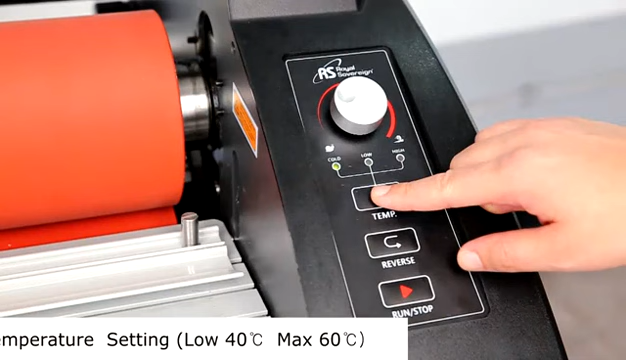 RS Royal
Sovereign
COLD LOW HIGH
TEMP.
REVERSE
RUN/STOP
emperature Setting (Low 40℃ Max 60℃)